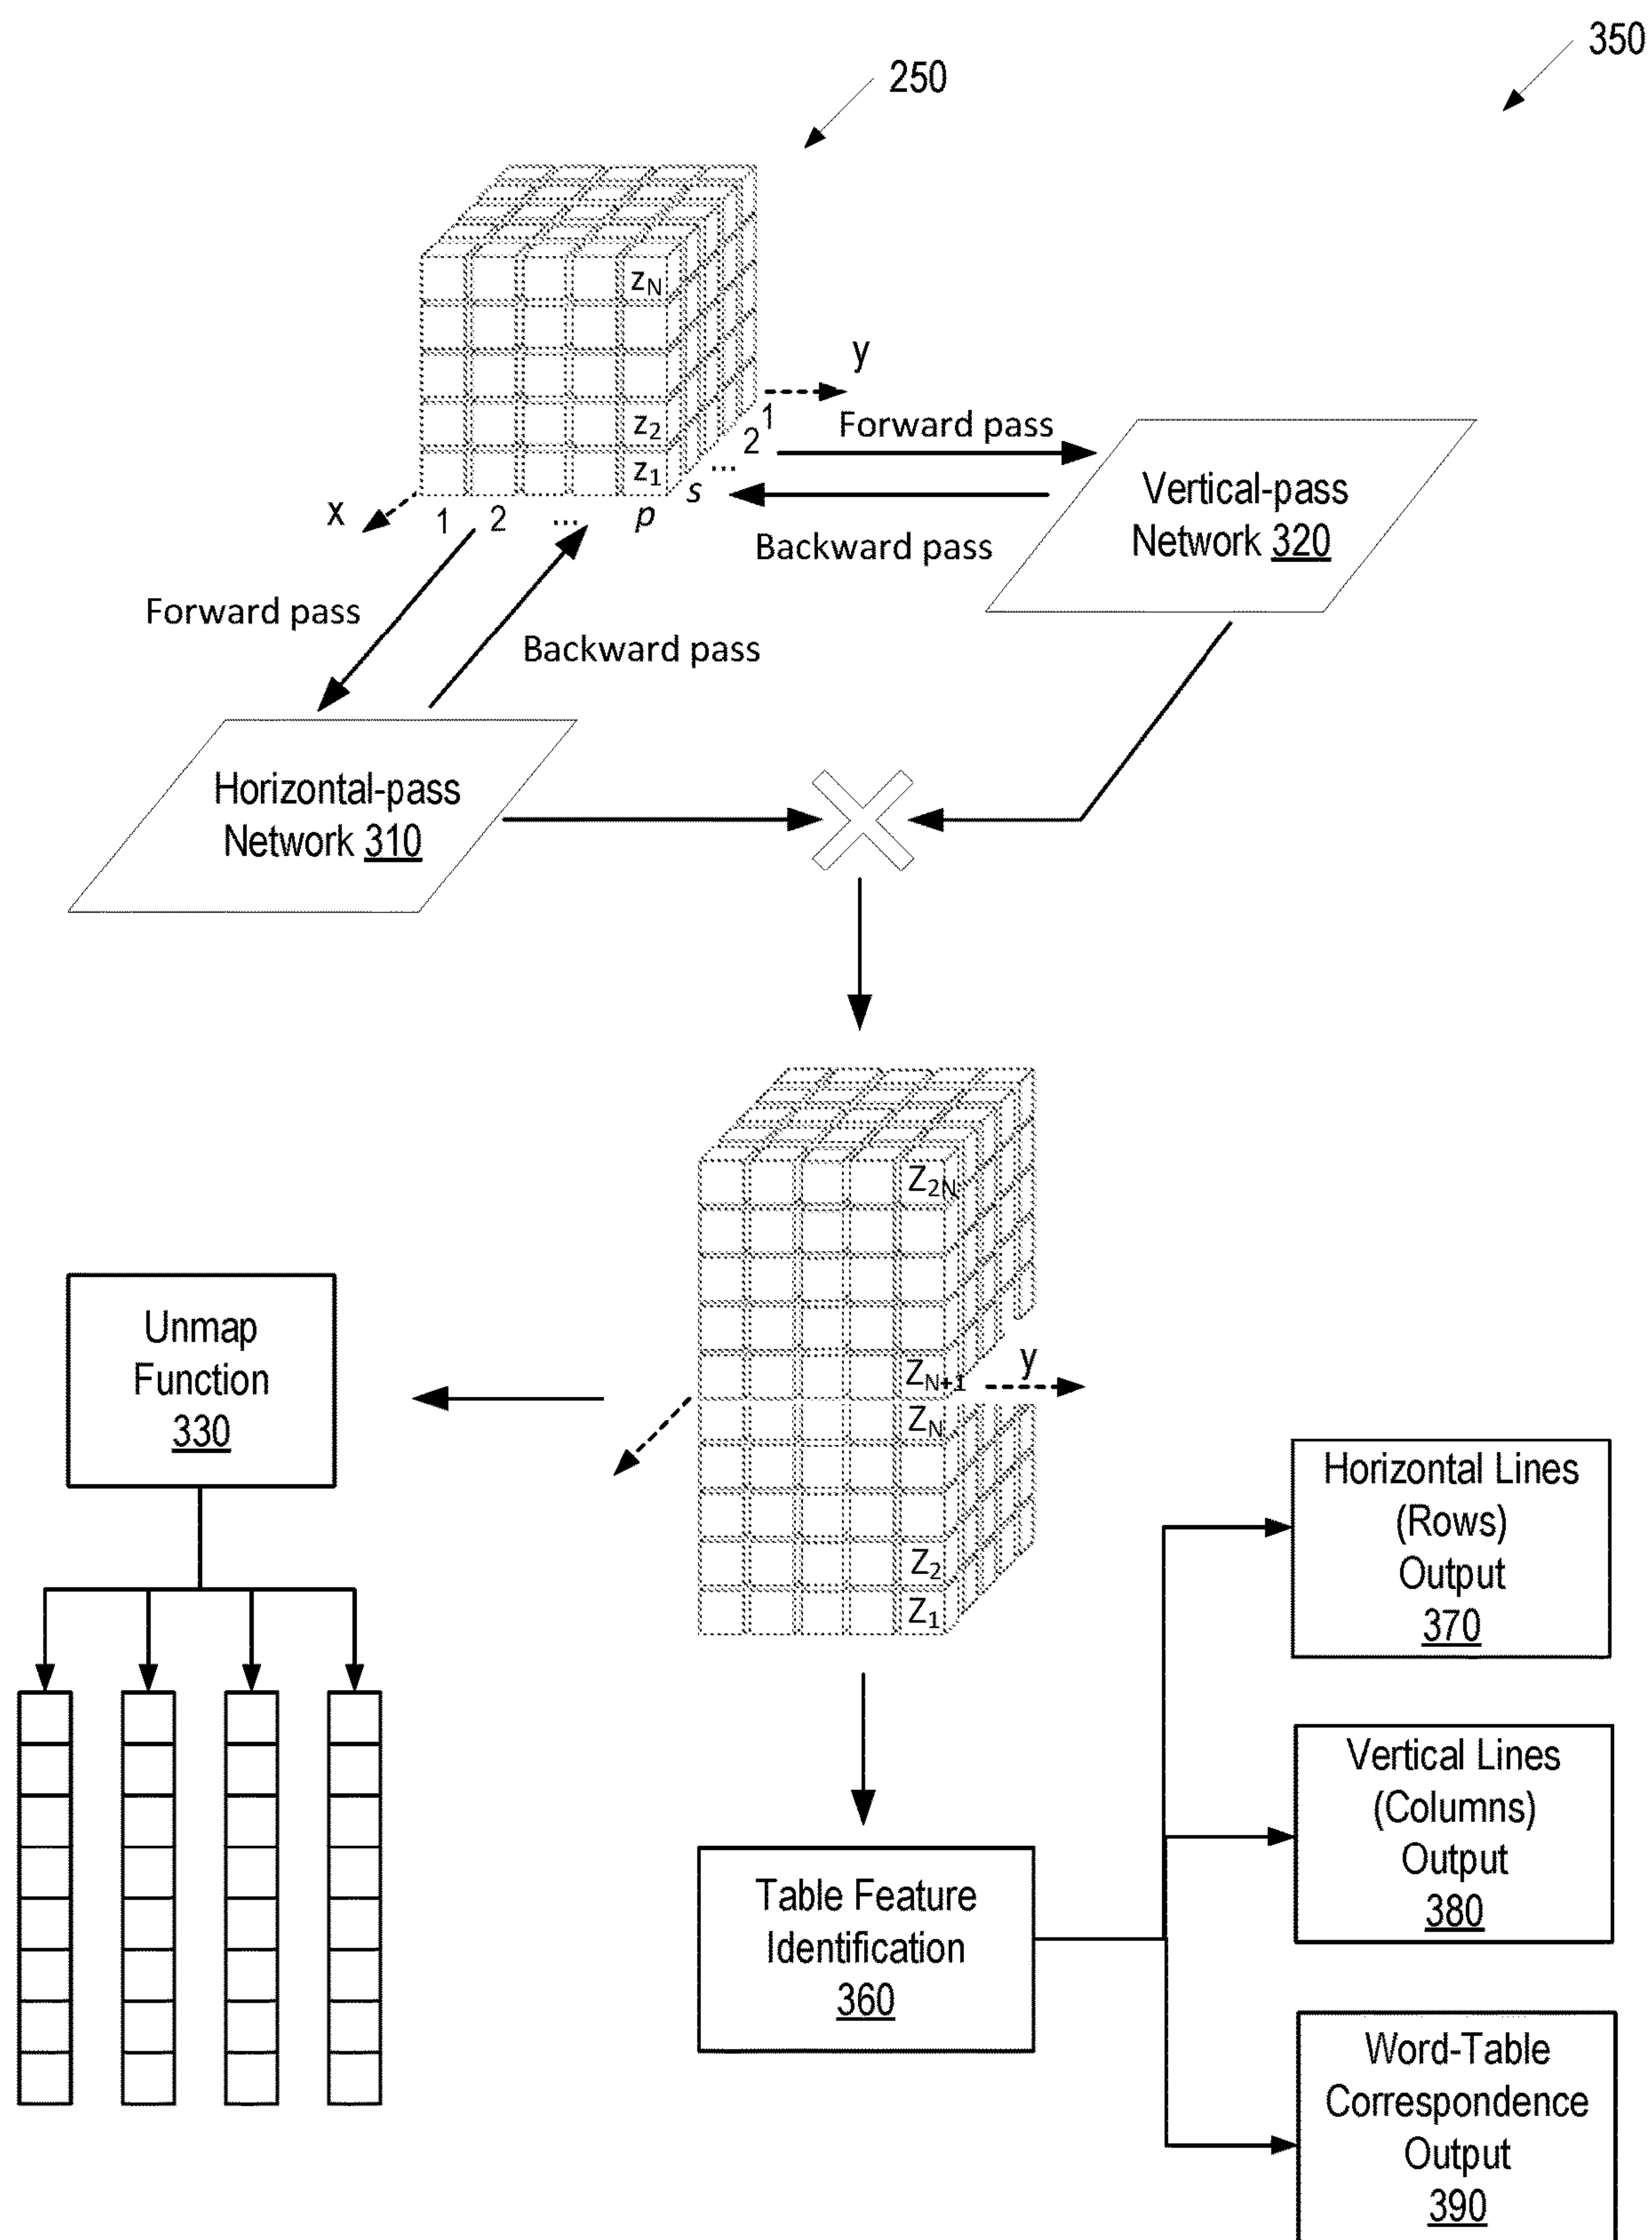 350
250
zN
y
1
z2
2
Forward pass
z1
...
s
Vertical-pass
Network 320
x
1
2
...
p
Backward pass
Forward pass
Backward pass
Horizontal-pass
Network 310
Z2N
Unmap
Function
330
y
ZN+1
ZN
Horizontal Lines
(Rows)
Output
370
Z2
Z1
Vertical Lines
(Columns)
Output
380
Table Feature
Identification
360
Word-Table
Correspondence
Output
390